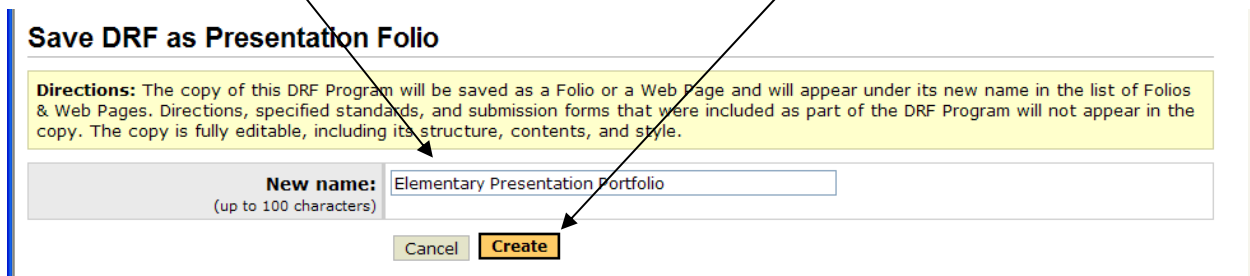 Save DRF as Presentation Folio
Directions: The copy of this DRF Program will be saved as a Folio or a Web Page and will appear under its new name in the list of Folios
& Web Pages. Directions, specified standards, and submission forms that were included as part of the DRF Program will not appear in the
copy. The copy is fully editable, including its structure, contents, and style.
New name: Elementary Presentation Portfolio
(up to 100 characters)
Cancel Create